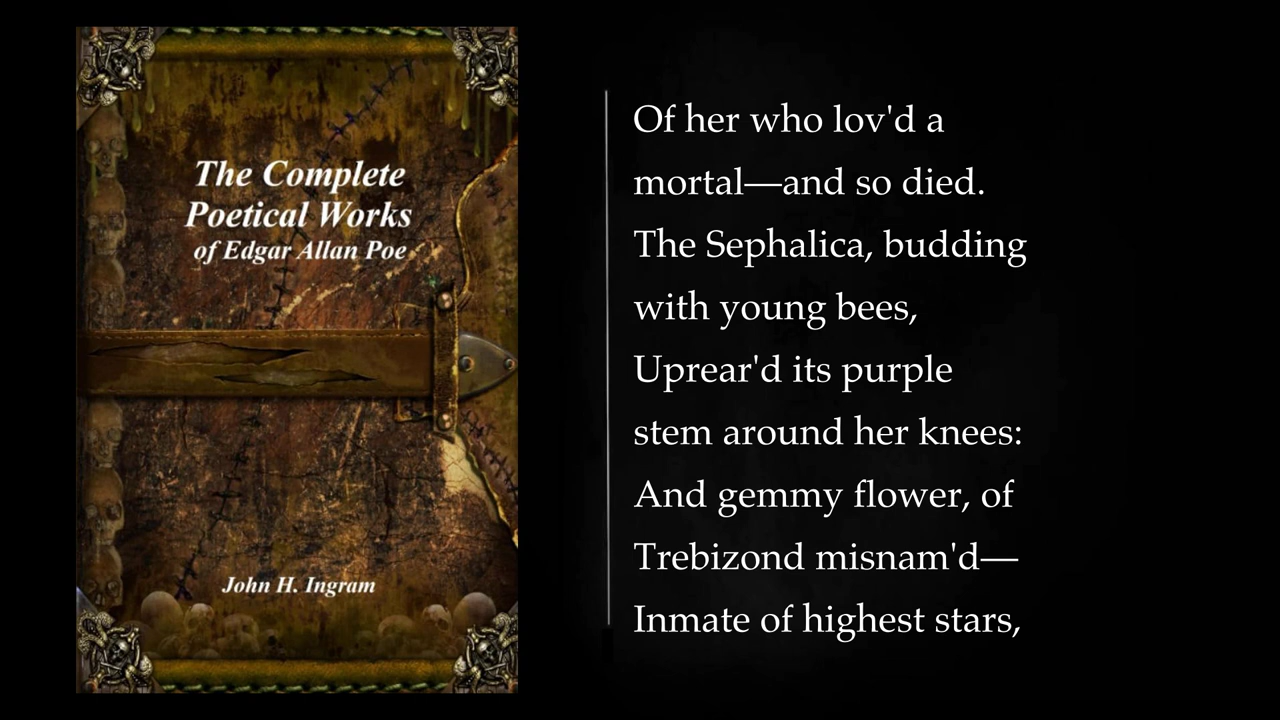 The Complete
Poetical Works
of Edgar Allan Poe
John H. Ingram
Of her who lov'd a
mortal—and so died.
The Sephalica, budding
with young bees,
Uprear'd its purple
stem around her knees:
And gemmy flower, of
Trebizond misnam'd—
Inmate of highest stars,